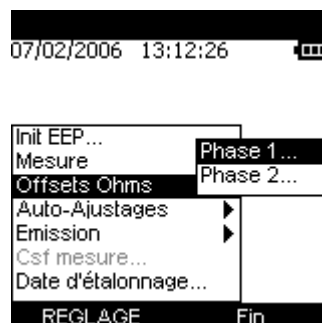 07/02/2006 13:12:26
Init EEP...
Mesure
Phase 1...
Offsets Ohms
Phase 2...
Auto-Ajustages
Emission
Csf mesure...
Date d'étalonnage...
REGLAGE Fin